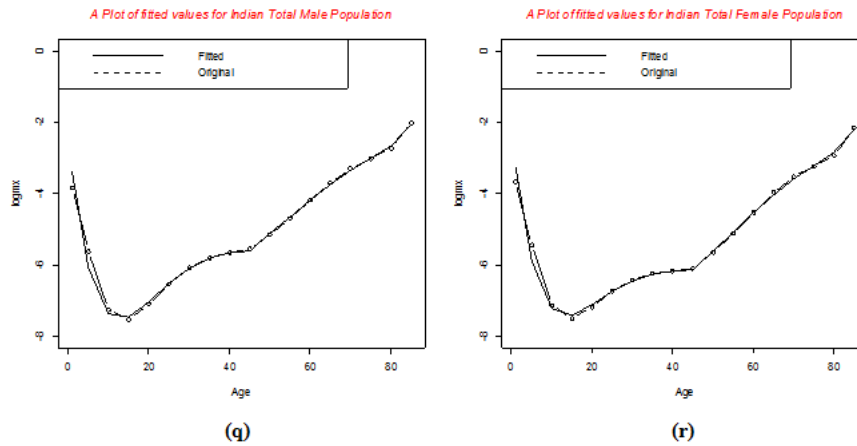 A Plot of fitted values for Indian Total Male Population
0
-2
-4
-6
-8
logmx
Fitted
Original
0
20
40
60
80
Age
(q)
A Plot of fitted values for Indian Total Female Population
0
-2
-4
-6
-8
logmx
Fitted
Original
0
20
40
60
80
Age
(r)